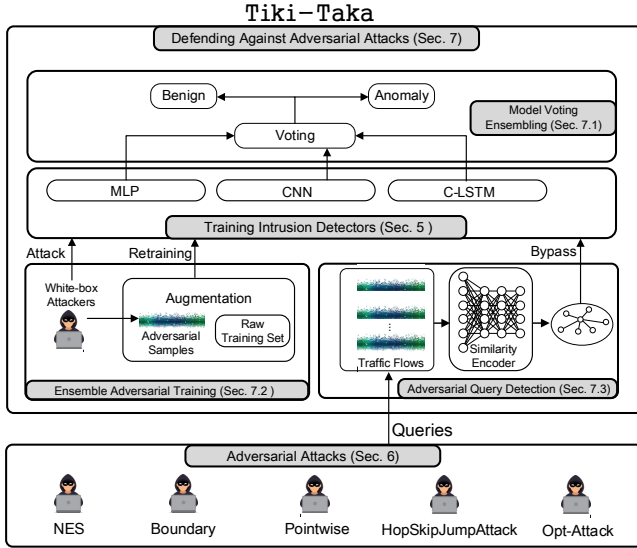 Tiki-Taka
Defending Against Adversarial Attacks (Sec. 7)
Benign
Anomaly
Model Voting
Ensembling (Sec. 7.1)
Voting
MLP
CNN
C-LSTM
Training Intrusion Detectors (Sec. 5 )
Attack
Retraining
Bypass
White-box
Attackers
Augmentation
Adversarial
Samples
Raw
Training Set
Ensemble Adversarial Training (Sec. 7.2 )
Traffic Flows
Similarity
Encoder
Adversarial Query Detection (Sec. 7.3)
Queries
Adversarial Attacks (Sec. 6)
NES
Boundary
Pointwise
HopSkipJumpAttack
Opt-Attack